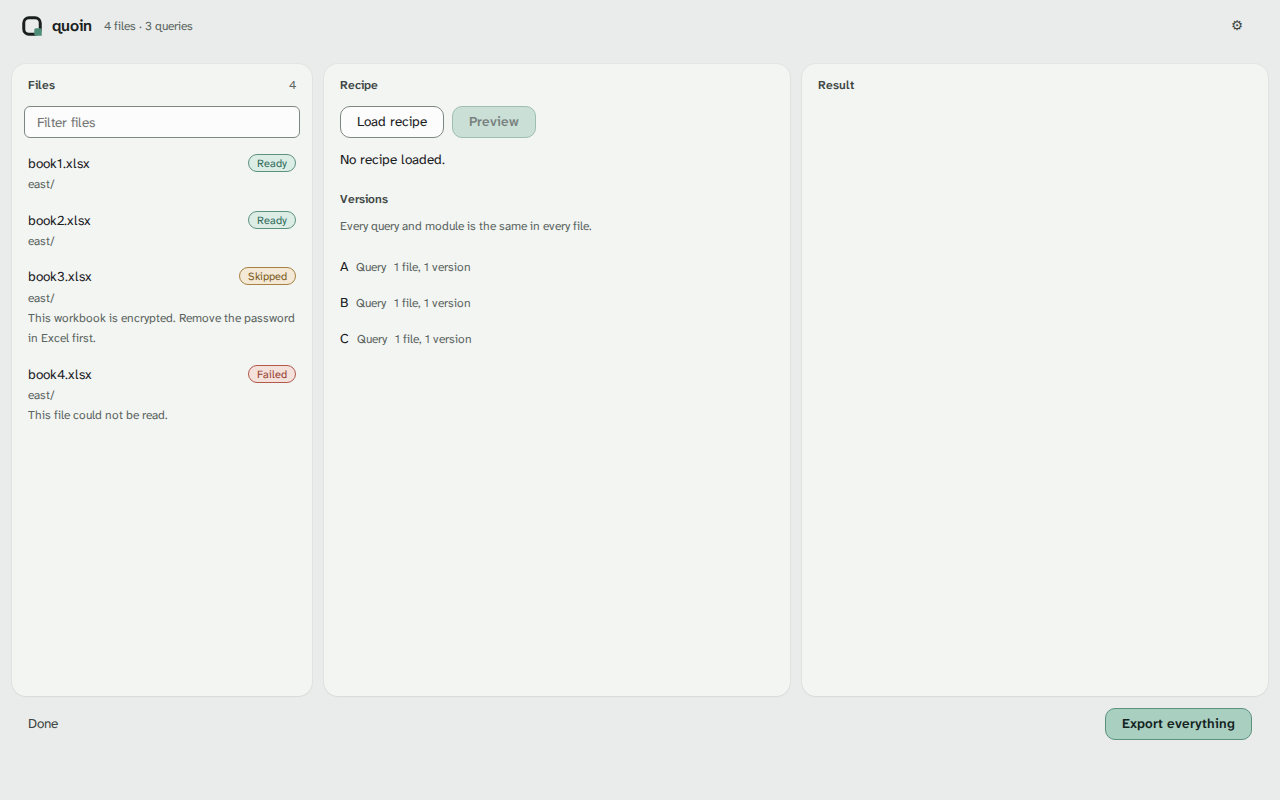 quoin 4 files · 3 queries
Files 4
Filter files
book1.xlsx Ready
east/
book2.xlsx Ready
east/
book3.xlsx Skipped
east/
This workbook is encrypted. Remove the password
in Excel first.
book4.xlsx Failed
east/
This file could not be read.
Recipe
Load recipe Preview
No recipe loaded.
Versions
Every query and module is the same in every file.
A Query 1 file, 1 version
B Query 1 file, 1 version
C Query 1 file, 1 version
Result
Done
Export everything